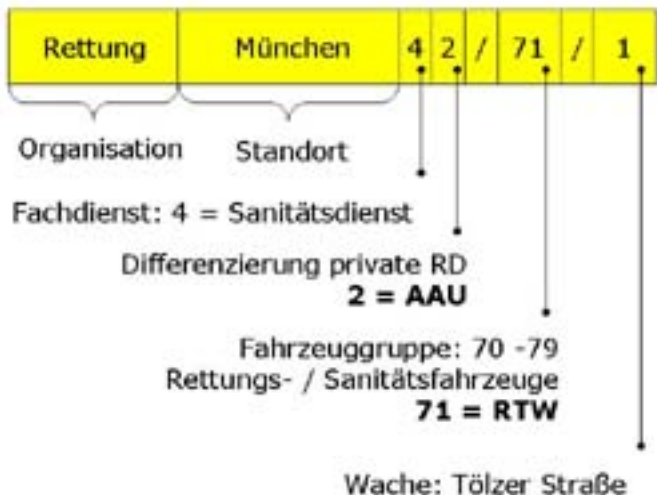 Rettung München 4 2 / 71 / 1
Organisation Standort
Fachdienst: 4 = Sanitätsdienst
Differenzierung private RD
2 = AAU
Fahrzeuggruppe: 70 -79
Rettungs- / Sanitätsfahrzeuge
71 = RTW
Wache: Tölzer Straße